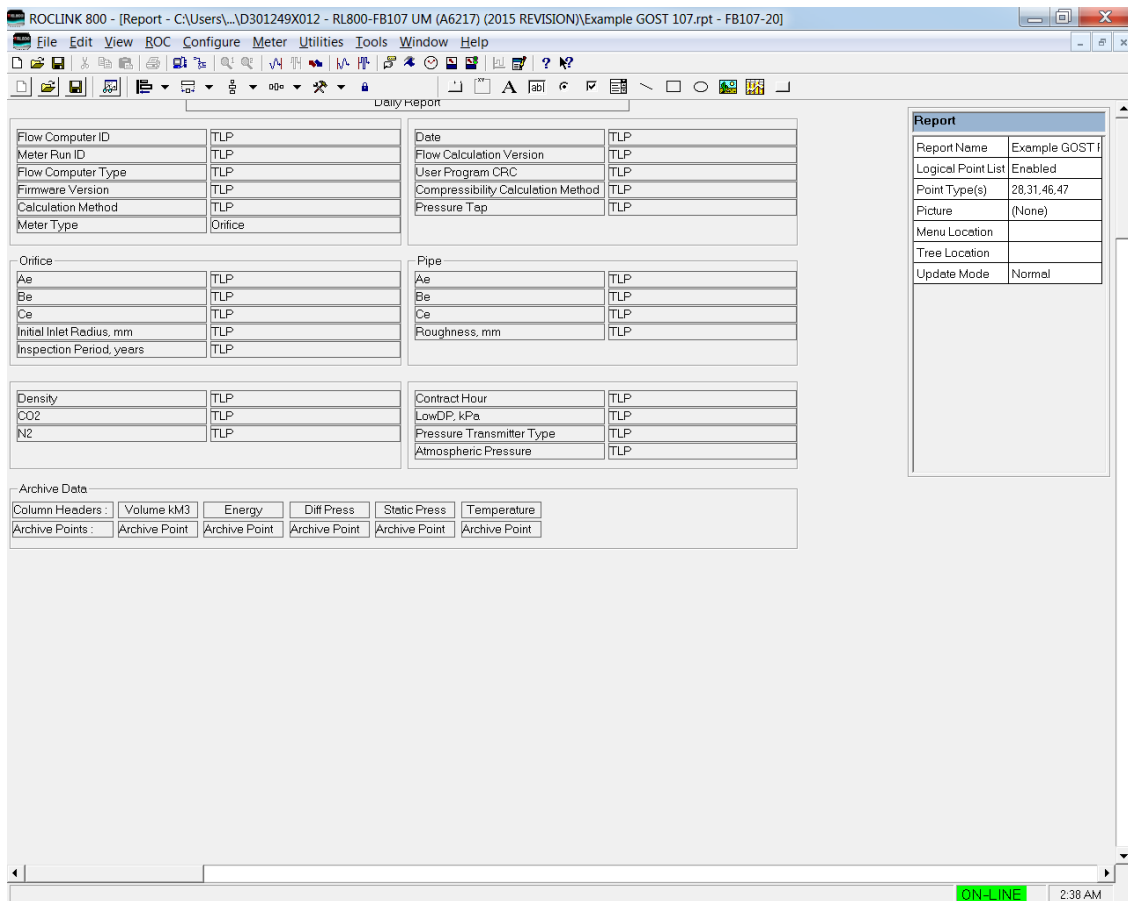 ROCLINK 800 - [Report - C:\Users\...\D301249X012 - RL800-FB107 UM (A6217) (2015 REVISION)\Example GOST 107.rpt - FB107-20]
File Edit View ROC Configure Meter Utilities Tools Window Help
Daily Report
Flow Computer ID TLP
Meter Run ID TLP
Flow Computer Type TLP
Firmware Version TLP
Calculation Method TLP
Meter Type Orifice
Date TLP
Flow Calculation Version TLP
User Program CRC TLP
Compressibility Calculation Method TLP
Pressure Tap TLP
Orifice
Ae TLP
Be TLP
Ce TLP
Initial Inlet Radius, mm TLP
Inspection Period, years TLP
Pipe
Ae TLP
Be TLP
Ce TLP
Roughness, mm TLP
Density TLP
CO2 TLP
N2 TLP
Contract Hour TLP
LowDP, kPa TLP
Pressure Transmitter Type TLP
Atmospheric Pressure TLP
Archive Data
Column Headers : Volume kM3 Energy Diff Press Static Press Temperature
Archive Points : Archive Point Archive Point Archive Point Archive Point Archive Point
Report
Report Name Example GOST
Logical Point List Enabled
Point Type(s) 28,31,46,47
Picture (None)
Menu Location
Tree Location
Update Mode Normal
ON-LINE 2:38 AM